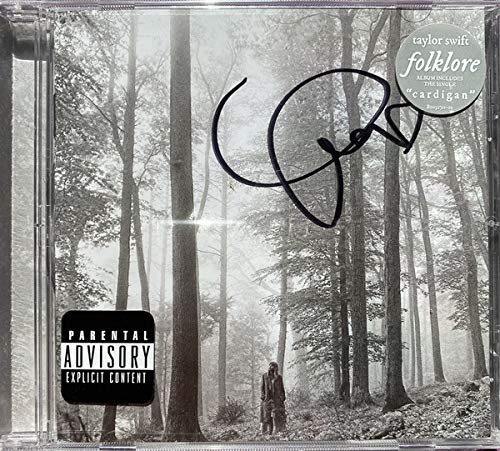 taylor swift
folklore
ALBUM INCLUDES
THE SINGLE
"cardigan"
PARENTAL
ADVISORY
EXPLICIT CONTENT